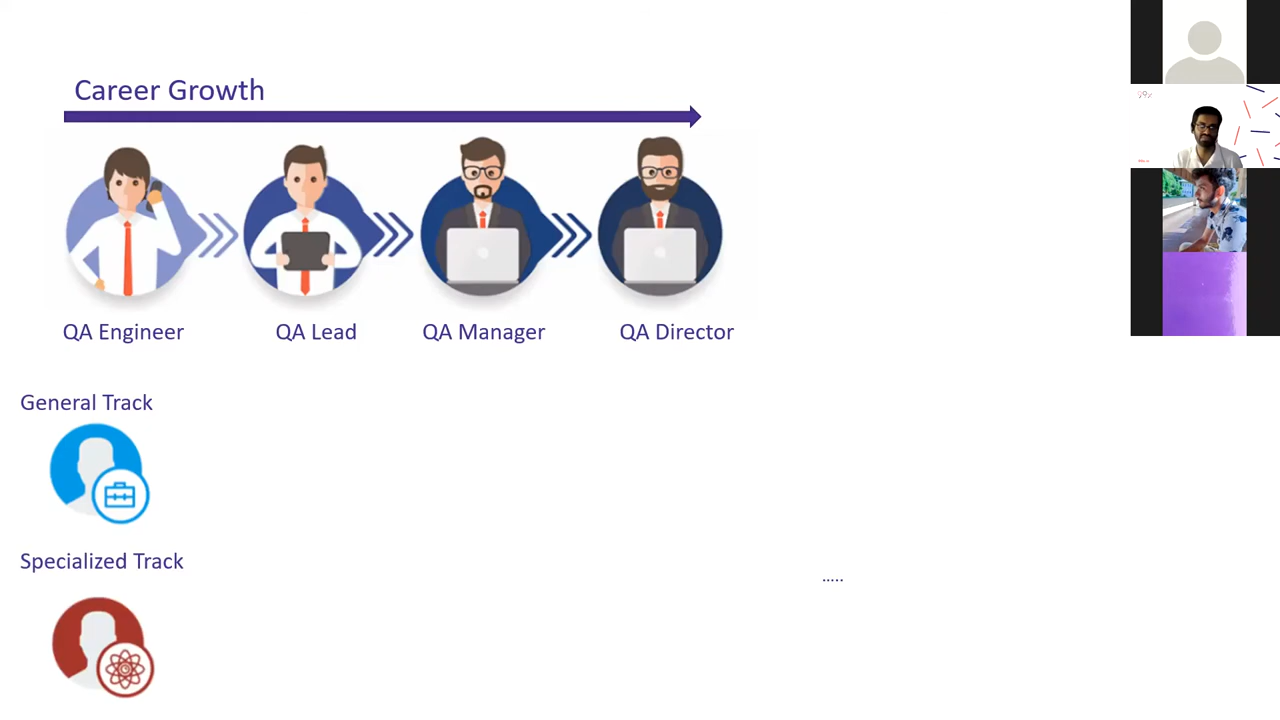 Career Growth
QA Engineer
QA Lead
QA Manager
QA Director
General Track
Specialized Track
.....